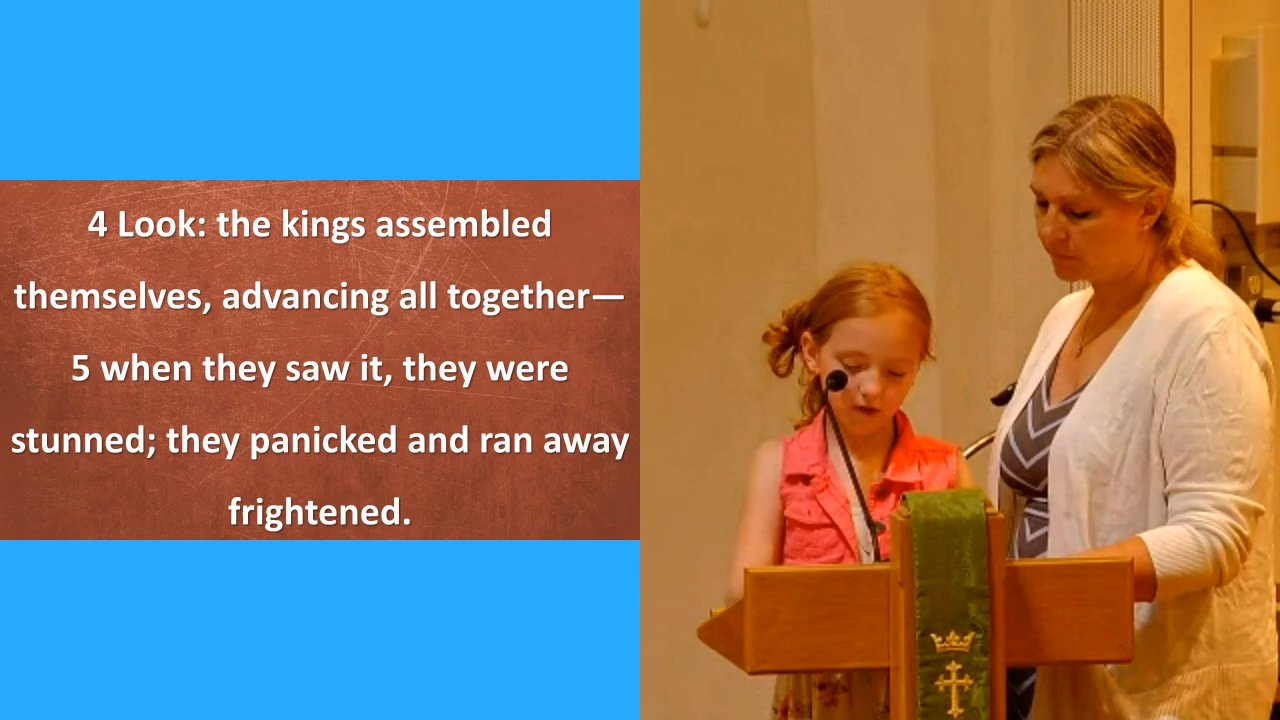 4 Look: the kings assembled
themselves, advancing all together—
5 when they saw it, they were
stunned; they panicked and ran away
frightened.